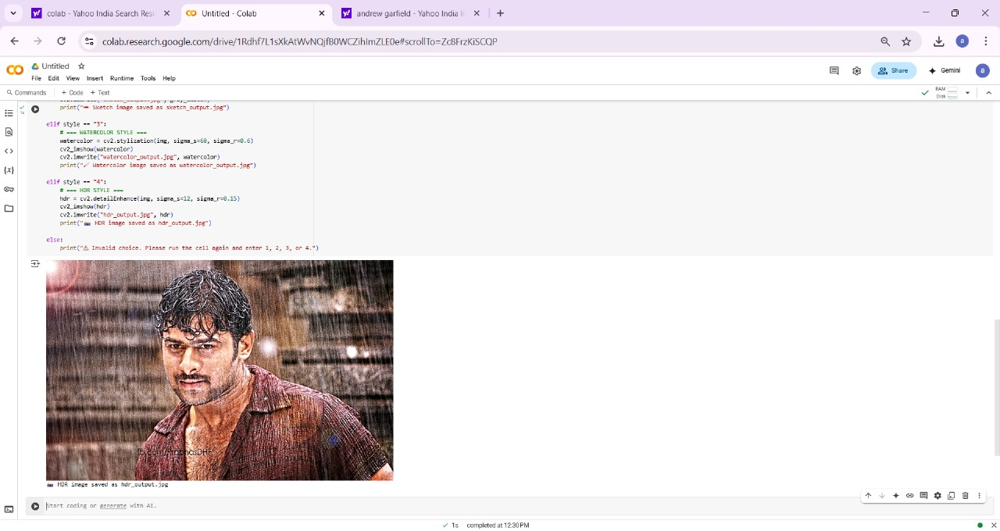 colab - Yahoo India Search Resu
Untitled - Colab
andrew garfield - Yahoo India I
colab.research.google.com/drive/1Rdhf7L1sXkAtWvNQjfB0WCZihImZLE0e#scrollTo=Zc8FrzKiSCQP
a
Untitled
File Edit View Insert Runtime Tools Help
Share
Gemini
a
Commands + Code + Text
RAM
Disk
1s
print("✏️ Sketch image saved as sketch_output.jpg")
elif style == "3":
# === WATERCOLOR STYLE ===
watercolor = cv2.stylization(img, sigma_s=60, sigma_r=0.6)
cv2_imshow(watercolor)
cv2.imwrite("watercolor_output.jpg", watercolor)
print("🖌️ Watercolor image saved as watercolor_output.jpg")
elif style == "4":
# === HDR STYLE ===
hdr = cv2.detailEnhance(img, sigma_s=12, sigma_r=0.15)
cv2_imshow(hdr)
cv2.imwrite("hdr_output.jpg", hdr)
print("📸 HDR image saved as hdr_output.jpg")
else:
print("⚠ Invalid choice. Please run the cell again and enter 1, 2, 3, or 4.")
fb.com/PrabhasDHF
📸 HDR image saved as hdr_output.jpg
Start coding or generate with AI.
1s completed at 12:30 PM